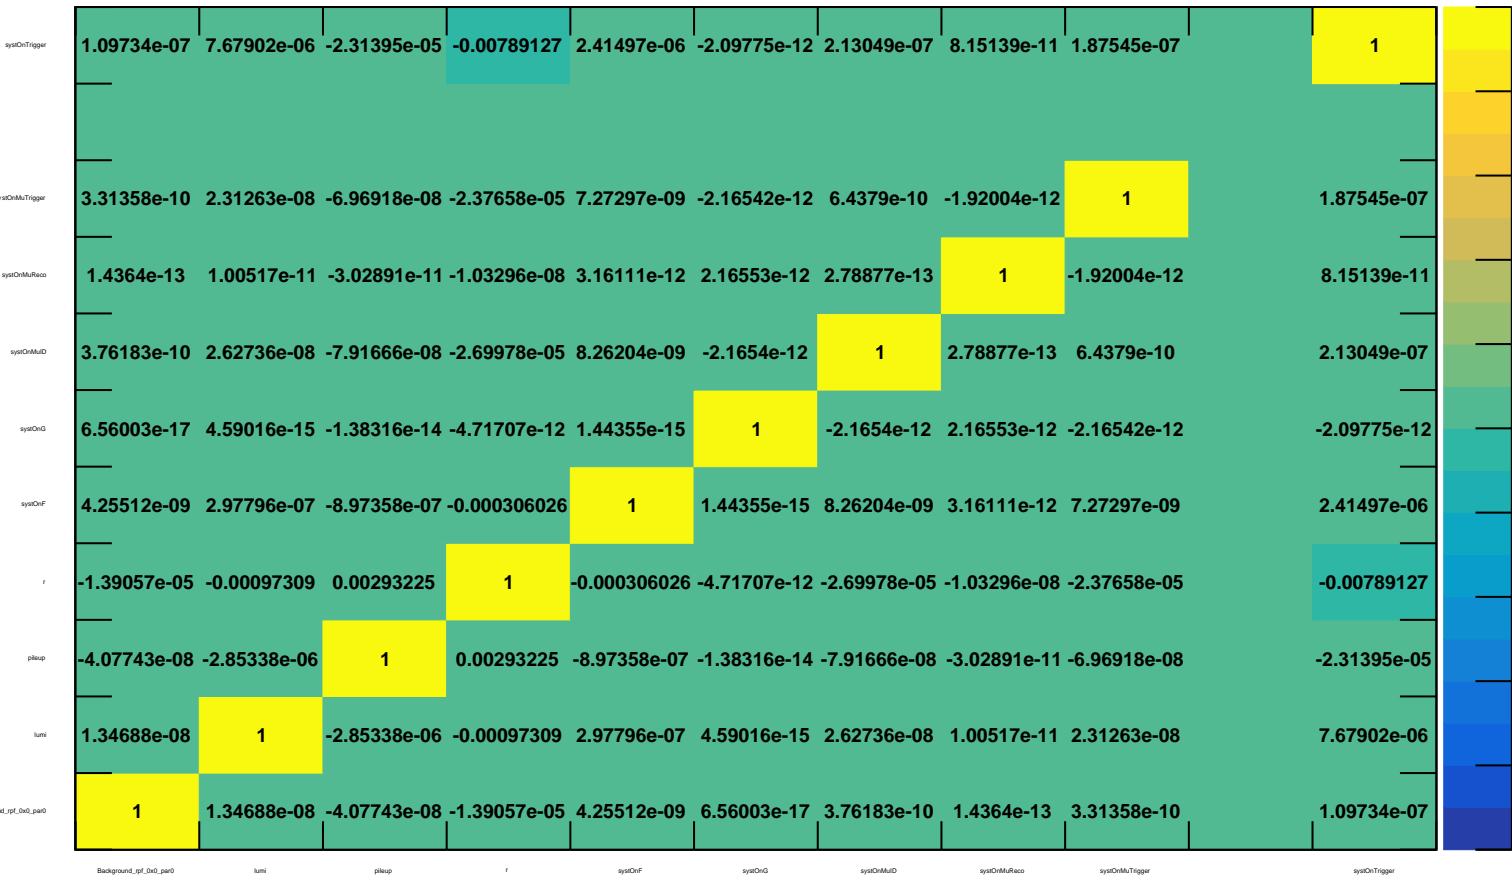 systOnTrigger 1.09734e-07 7.67902e-06 -2.31395e-05 -0.00789127 2.41497e-06 -2.09775e-12 2.13049e-07 8.15139e-11 1.87545e-07 1
ystOnMuTrigger 3.31358e-10 2.31263e-08 -6.96918e-08 -2.37658e-05 7.27297e-09 -2.16542e-12 6.4379e-10 -1.92004e-12 1 1.87545e-07
systOnMuReco 1.4364e-13 1.00517e-11 -3.02891e-11 -1.03296e-08 3.16111e-12 2.16553e-12 2.78877e-13 1 -1.92004e-12 8.15139e-11
systOnMuID 3.76183e-10 2.62736e-08 -7.91666e-08 -2.69978e-05 8.26204e-09 -2.1654e-12 1 2.78877e-13 6.4379e-10 2.13049e-07
systOnG 6.56003e-17 4.59016e-15 -1.38316e-14 -4.71707e-12 1.44355e-15 1 -2.1654e-12 2.16553e-12 -2.16542e-12 -2.09775e-12
systOnF 4.25512e-09 2.97796e-07 -8.97358e-07 -0.000306026 1 1.44355e-15 8.26204e-09 3.16111e-12 7.27297e-09 2.41497e-06
r -1.39057e-05 -0.00097309 0.00293225 1 -0.000306026 -4.71707e-12 -2.69978e-05 -1.03296e-08 -2.37658e-05 -0.00789127
pileup -4.07743e-08 -2.85338e-06 1 0.00293225 -8.97358e-07 -1.38316e-14 -7.91666e-08 -3.02891e-11 -6.96918e-08 -2.31395e-05
lumi 1.34688e-08 1 -2.85338e-06 -0.00097309 2.97796e-07 4.59016e-15 2.62736e-08 1.00517e-11 2.31263e-08 7.67902e-06
d_rpf_0x0_par0 1 1.34688e-08 -4.07743e-08 -1.39057e-05 4.25512e-09 6.56003e-17 3.76183e-10 1.4364e-13 3.31358e-10 1.09734e-07
Background_rpf_0x0_par0 lumi pileup r systOnF systOnG systOnMuID systOnMuReco systOnMuTrigger systOnTrigger